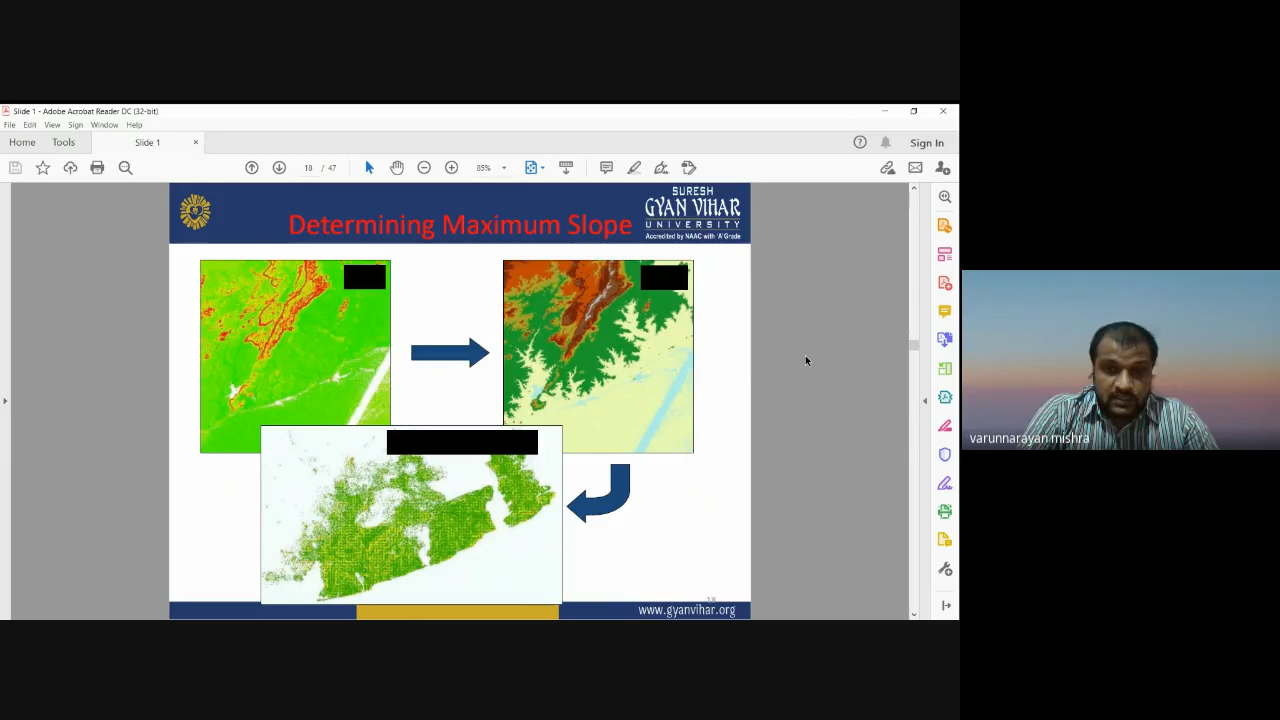 Slide 1 - Adobe Acrobat Reader DC (32-bit)
File Edit View Sign Window Help
Home Tools Slide 1 × Sign In
18 / 47 85%
SURESH
GYAN VIHAR
UNIVERSITY
Accredited by NAAC with 'A' Grade
Determining Maximum Slope
varunnarayan mishra
18
www.gyanvihar.org